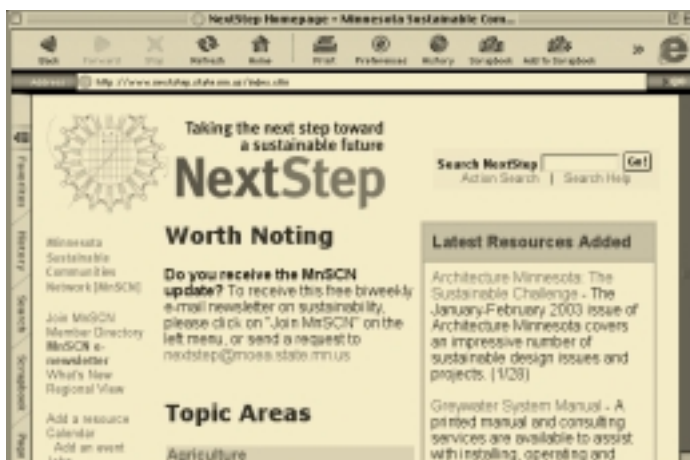 NextStep Homepage - Minnesota Sustainable Com...
Back Forward Stop Refresh Home Print Preferences History Scrapbook Add to Scrapbook »
Address http://www.nextstep.state.mn.us/index.cfm
Favorites
History
Search
Scrapbook
Page
Taking the next step toward
a sustainable future
NextStep
Search NextStep Go!
Action Search | Search Help
Minnesota
Sustainable
Communities
Network [MnSCN]
Join MnSCN
Member Directory
MnSCN e-
newsletter
What's New
Regional View
Add a resource
Calendar
Add an event
Jobs
Worth Noting
Do you receive the MnSCN
update? To receive this free biweekly
e-mail newsletter on sustainability,
please click on "Join MnSCN" on the
left menu, or send a request to
nextstep@moea.state.mn.us
Topic Areas
Agriculture
Latest Resources Added
Architecture Minnesota: The
Sustainable Challenge - The
January-February 2003 issue of
Architecture Minnesota covers
an impressive number of
sustainable design issues and
projects. (1/28)
Greywater System Manual - A
printed manual and consulting
services are available to assist
with installing, operating and